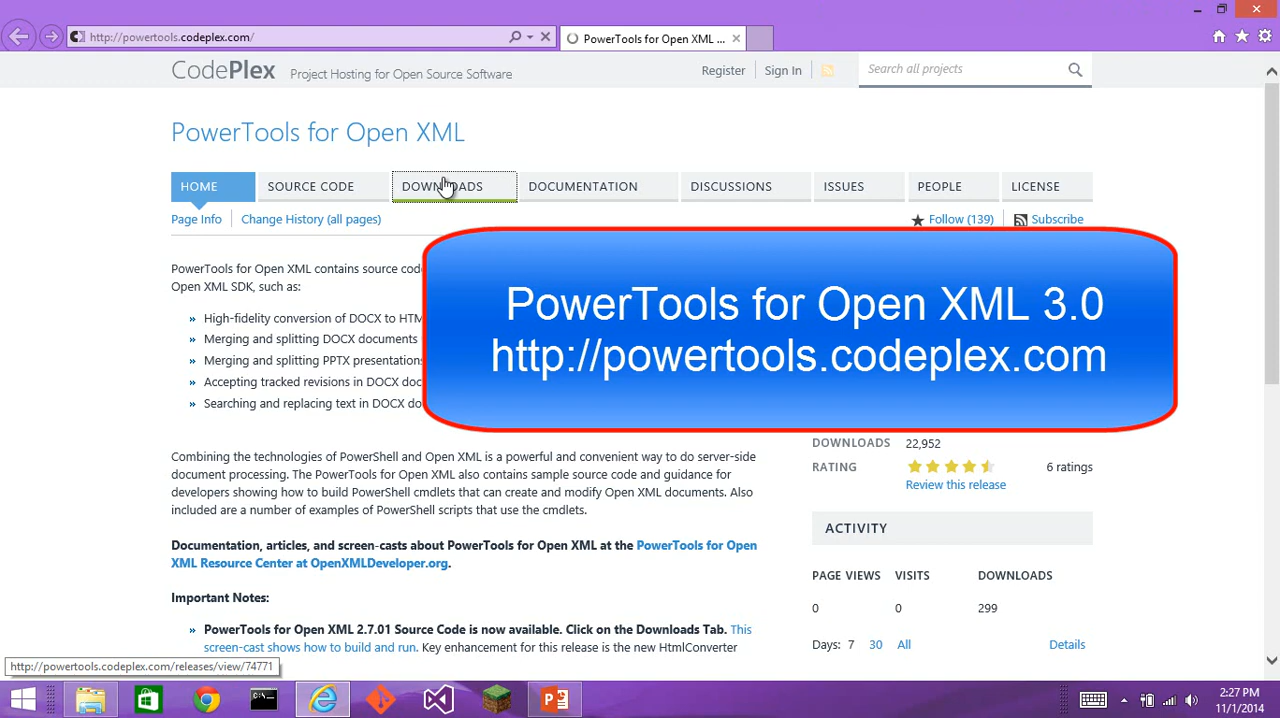 http://powertools.codeplex.com/
PowerTools for Open XML ...
CodePlex Project Hosting for Open Source Software
Register
Sign In
Search all projects
PowerTools for Open XML
HOME
SOURCE CODE
DOWNLOADS
DOCUMENTATION
DISCUSSIONS
ISSUES
PEOPLE
LICENSE
Page Info
Change History (all pages)
Follow (139)
Subscribe
PowerTools for Open XML contains source cod
Open XML SDK, such as:
» High-fidelity conversion of DOCX to HTM
» Merging and splitting DOCX documents
» Merging and splitting PPTX presentations
» Accepting tracked revisions in DOCX doc
» Searching and replacing text in DOCX do
PowerTools for Open XML 3.0
http://powertools.codeplex.com
DOWNLOADS 22,952
RATING 6 ratings
Review this release
Combining the technologies of PowerShell and Open XML is a powerful and convenient way to do server-side
document processing. The PowerTools for Open XML also contains sample source code and guidance for
developers showing how to build PowerShell cmdlets that can create and modify Open XML documents. Also
included are a number of examples of PowerShell scripts that use the cmdlets.
Documentation, articles, and screen-casts about PowerTools for Open XML at the PowerTools for Open
XML Resource Center at OpenXMLDeveloper.org.
Important Notes:
» PowerTools for Open XML 2.7.01 Source Code is now available. Click on the Downloads Tab. This
screen-cast shows how to build and run. Key enhancement for this release is the new HtmlConverter
ACTIVITY
PAGE VIEWS VISITS DOWNLOADS
0 0 299
Days: 7 30 All Details
http://powertools.codeplex.com/releases/view/74771
2:27 PM
11/1/2014